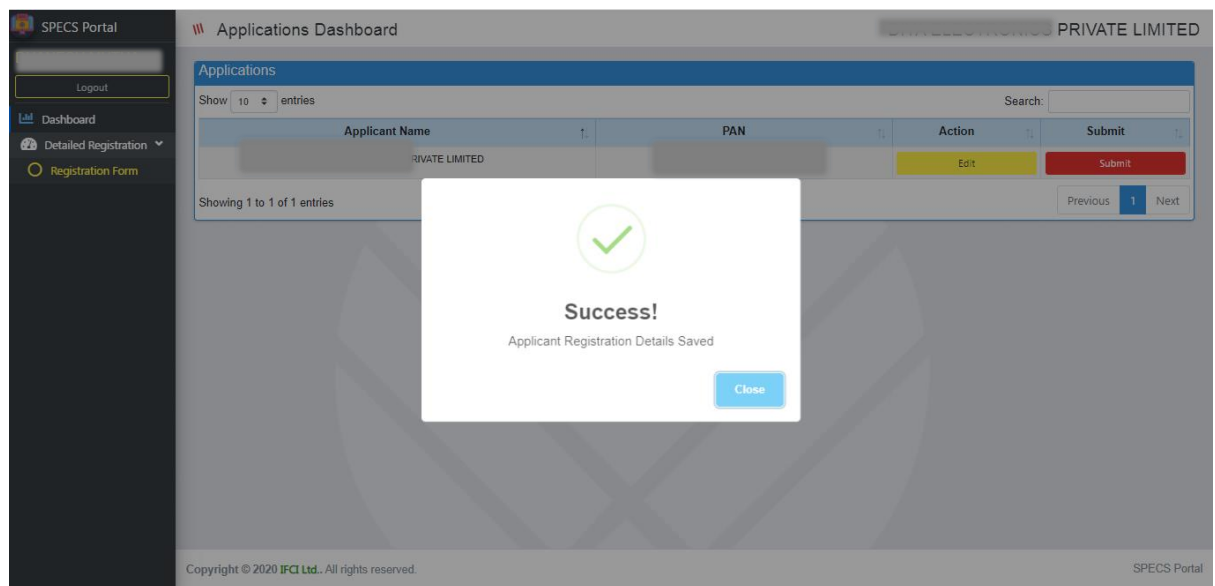 SPECS Portal
Applications Dashboard
PRIVATE LIMITED
Logout
Dashboard
Detailed Registration
Registration Form
Applications
Show 10 entries
Search:
Applicant Name PAN Action Submit
PRIVATE LIMITED Edit Submit
Showing 1 to 1 of 1 entries
Previous 1 Next
Success!
Applicant Registration Details Saved
Close
Copyright © 2020 IFCI Ltd.. All rights reserved.
SPECS Portal